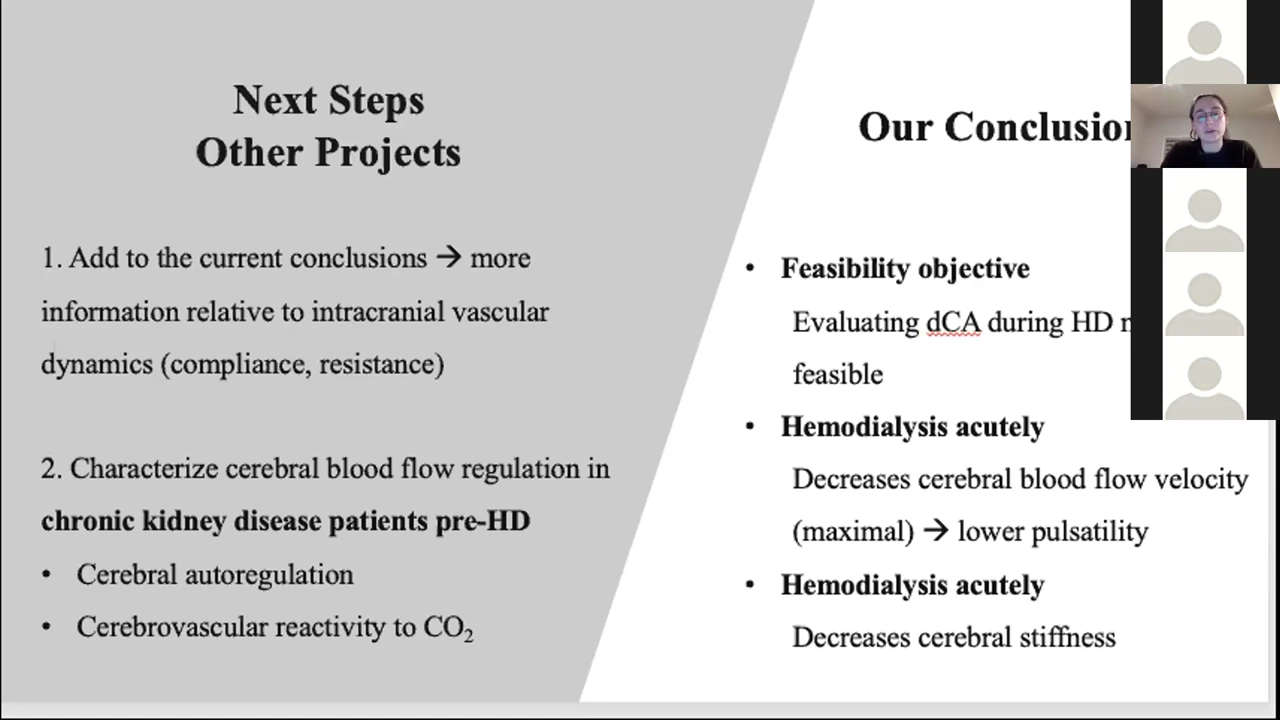 Next Steps
Other Projects
1. Add to the current conclusions → more
information relative to intracranial vascular
dynamics (compliance, resistance)
2. Characterize cerebral blood flow regulation in
chronic kidney disease patients pre-HD
• Cerebral autoregulation
• Cerebrovascular reactivity to CO₂
Our
• Feasibility objective
Evaluating dCA during HD
feasible
• Hemodialysis acutely
Decreases cerebral blood flow velocity
(maximal) → lower pulsatility
• Hemodialysis acutely
Decreases cerebral stiffness